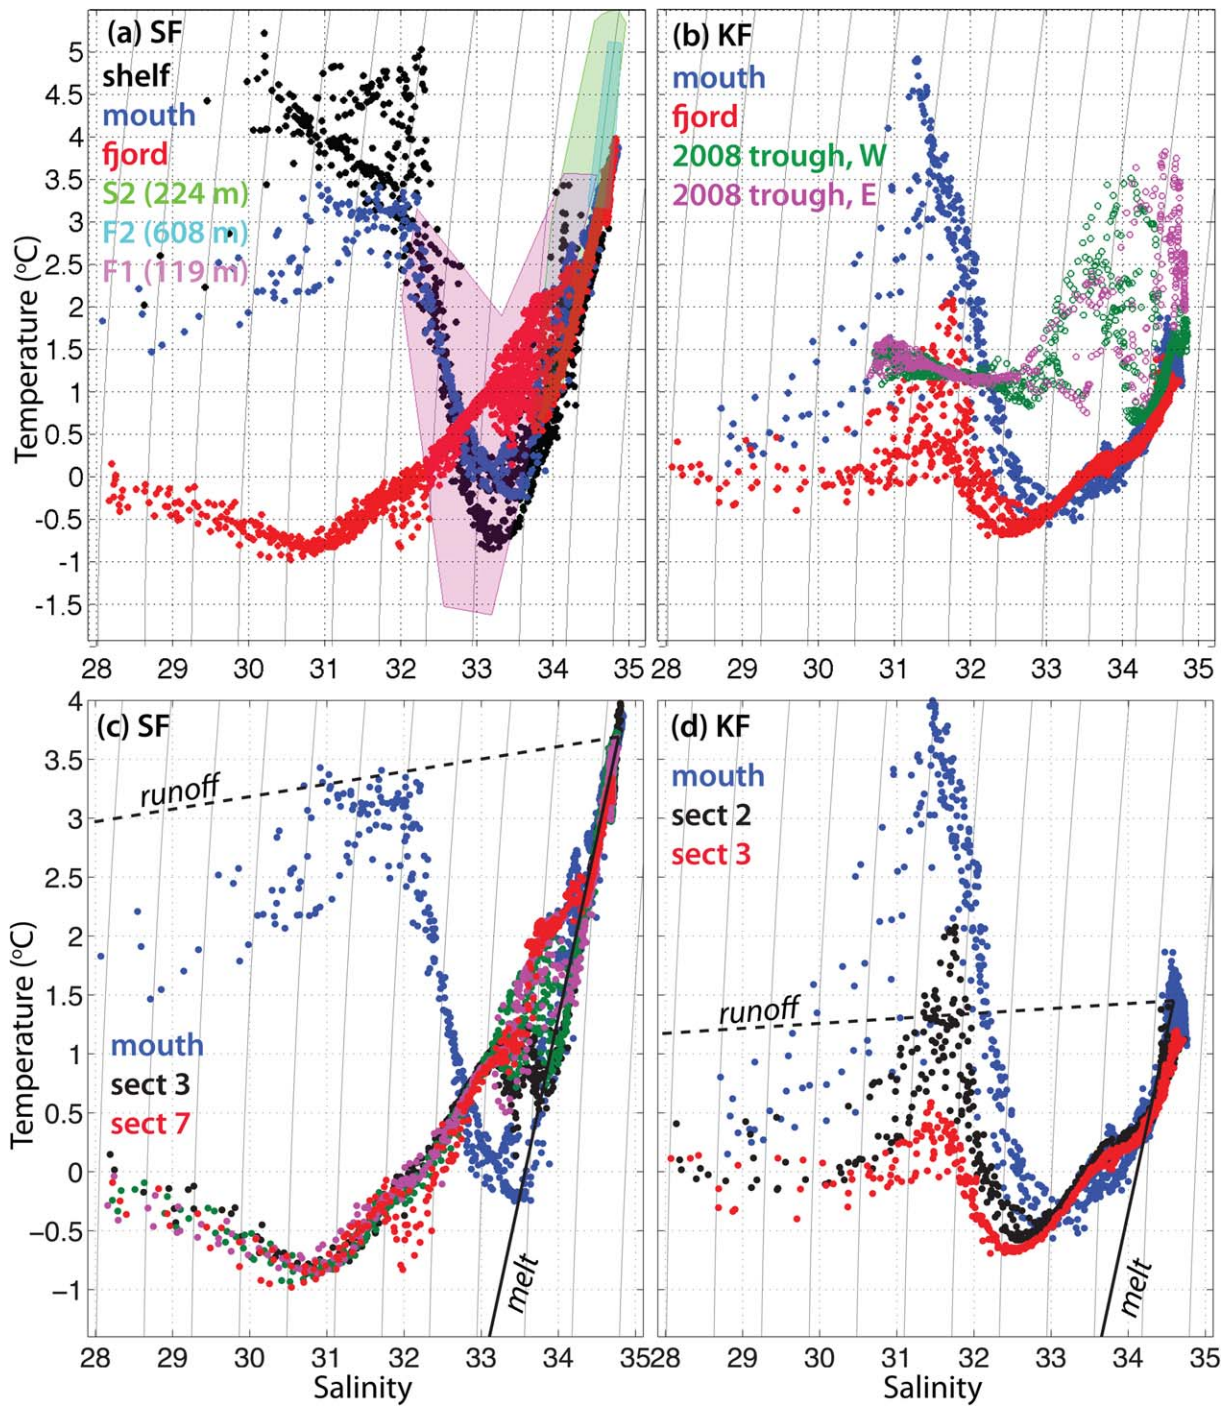 (a) SF
shelf
mouth
fjord
S2 (224 m)
F2 (608 m)
F1 (119 m)
Temperature (°C)
5
4.5
4
3.5
3
2.5
2
1.5
1
0.5
0
-0.5
-1
-1.5
28 29 30 31 32 33 34 35
(b) KF
mouth
fjord
2008 trough, W
2008 trough, E
28 29 30 31 32 33 34 35
(c) SF
runoff
mouth
sect 3
sect 7
melt
Temperature (°C)
4
3.5
3
2.5
2
1.5
1
0.5
0
−0.5
−1
28 29 30 31 32 33 34 35
Salinity
(d) KF
mouth
sect 2
sect 3
runoff
melt
28 29 30 31 32 33 34 35
Salinity